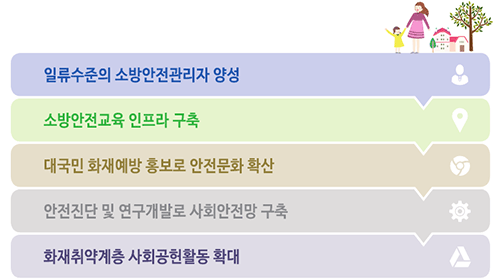 일류수준의 소방안전관리자 양성
소방안전교육 인프라 구축
대국민 화재예방 홍보로 안전문화 확산
안전진단 및 연구개발로 사회안전망 구축
화재취약계층 사회공헌활동 확대